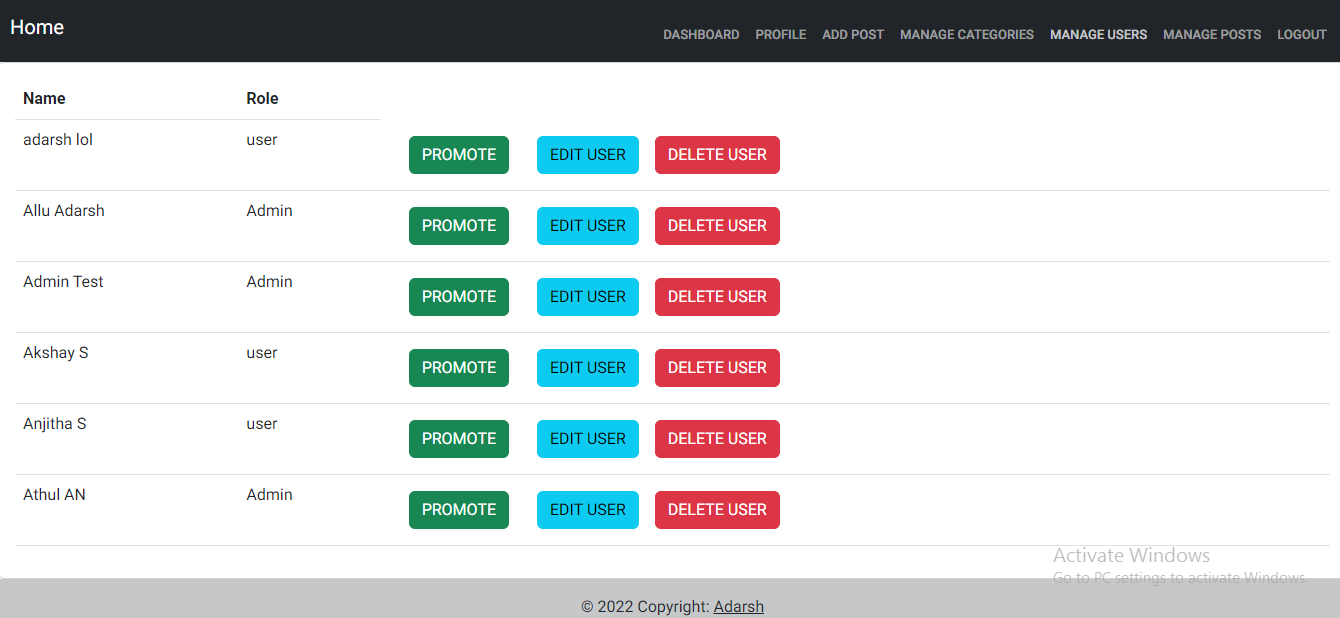 Home
DASHBOARD PROFILE ADD POST MANAGE CATEGORIES MANAGE USERS MANAGE POSTS LOGOUT
Name Role
adarsh lol user PROMOTE EDIT USER DELETE USER
Allu Adarsh Admin PROMOTE EDIT USER DELETE USER
Admin Test Admin PROMOTE EDIT USER DELETE USER
Akshay S user PROMOTE EDIT USER DELETE USER
Anjitha S user PROMOTE EDIT USER DELETE USER
Athul AN Admin PROMOTE EDIT USER DELETE USER
Activate Windows
Go to PC settings to activate Windows.
© 2022 Copyright: Adarsh